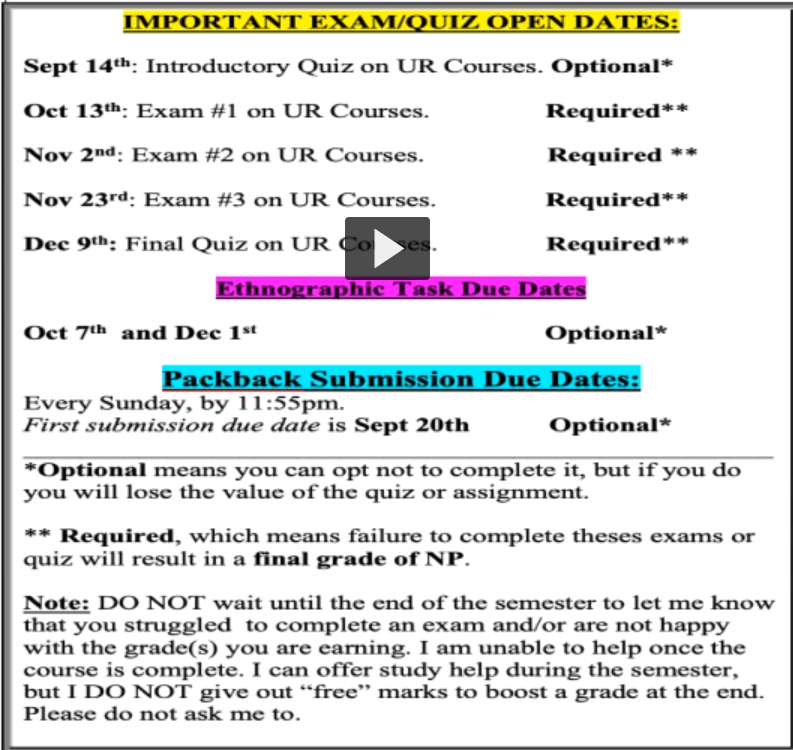 IMPORTANT EXAM/QUIZ OPEN DATES:
Sept 14th: Introductory Quiz on UR Courses. Optional*
Oct 13th: Exam #1 on UR Courses. Required**
Nov 2nd: Exam #2 on UR Courses. Required **
Nov 23rd: Exam #3 on UR Courses. Required**
Dec 9th: Final Quiz on UR Courses. Required**
Ethnographic Task Due Dates
Oct 7th and Dec 1st Optional*
Packback Submission Due Dates:
Every Sunday, by 11:55pm.
First submission due date is Sept 20th Optional*
*Optional means you can opt not to complete it, but if you do
you will lose the value of the quiz or assignment.
** Required, which means failure to complete theses exams or
quiz will result in a final grade of NP.
Note: DO NOT wait until the end of the semester to let me know
that you struggled to complete an exam and/or are not happy
with the grade(s) you are earning. I am unable to help once the
course is complete. I can offer study help during the semester,
but I DO NOT give out “free” marks to boost a grade at the end.
Please do not ask me to.